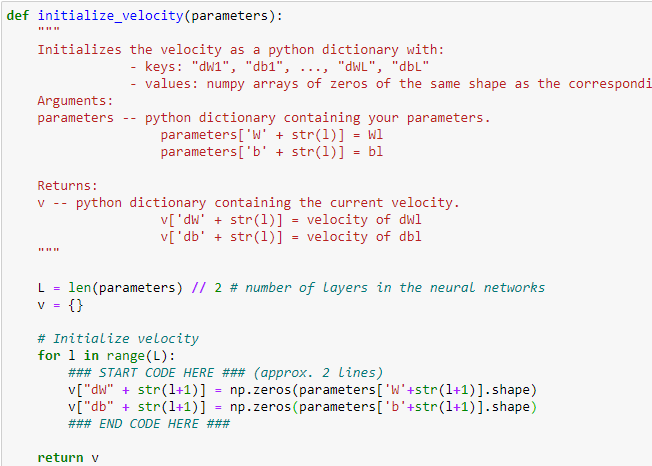 def initialize_velocity(parameters):
    """
    Initializes the velocity as a python dictionary with:
                - keys: "dW1", "db1", ..., "dWL", "dbL"
                - values: numpy arrays of zeros of the same shape as the
    Arguments:
    parameters -- python dictionary containing your parameters.
                    parameters['W' + str(l)] = Wl
                    parameters['b' + str(l)] = bl
    Returns:
    v -- python dictionary containing the current velocity.
                    v['dW' + str(l)] = velocity of dWl
                    v['db' + str(l)] = velocity of dbl
    """
    L = len(parameters) // 2 # number of layers in the neural networks
    v = {}
    # Initialize velocity
    for l in range(L):
        ### START CODE HERE ### (approx. 2 lines)
        v["dW" + str(l+1)] = np.zeros(parameters['W'+str(l+1)].shape)
        v["db" + str(l+1)] = np.zeros(parameters['b'+str(l+1)].shape)
        ### END CODE HERE ###
    return v